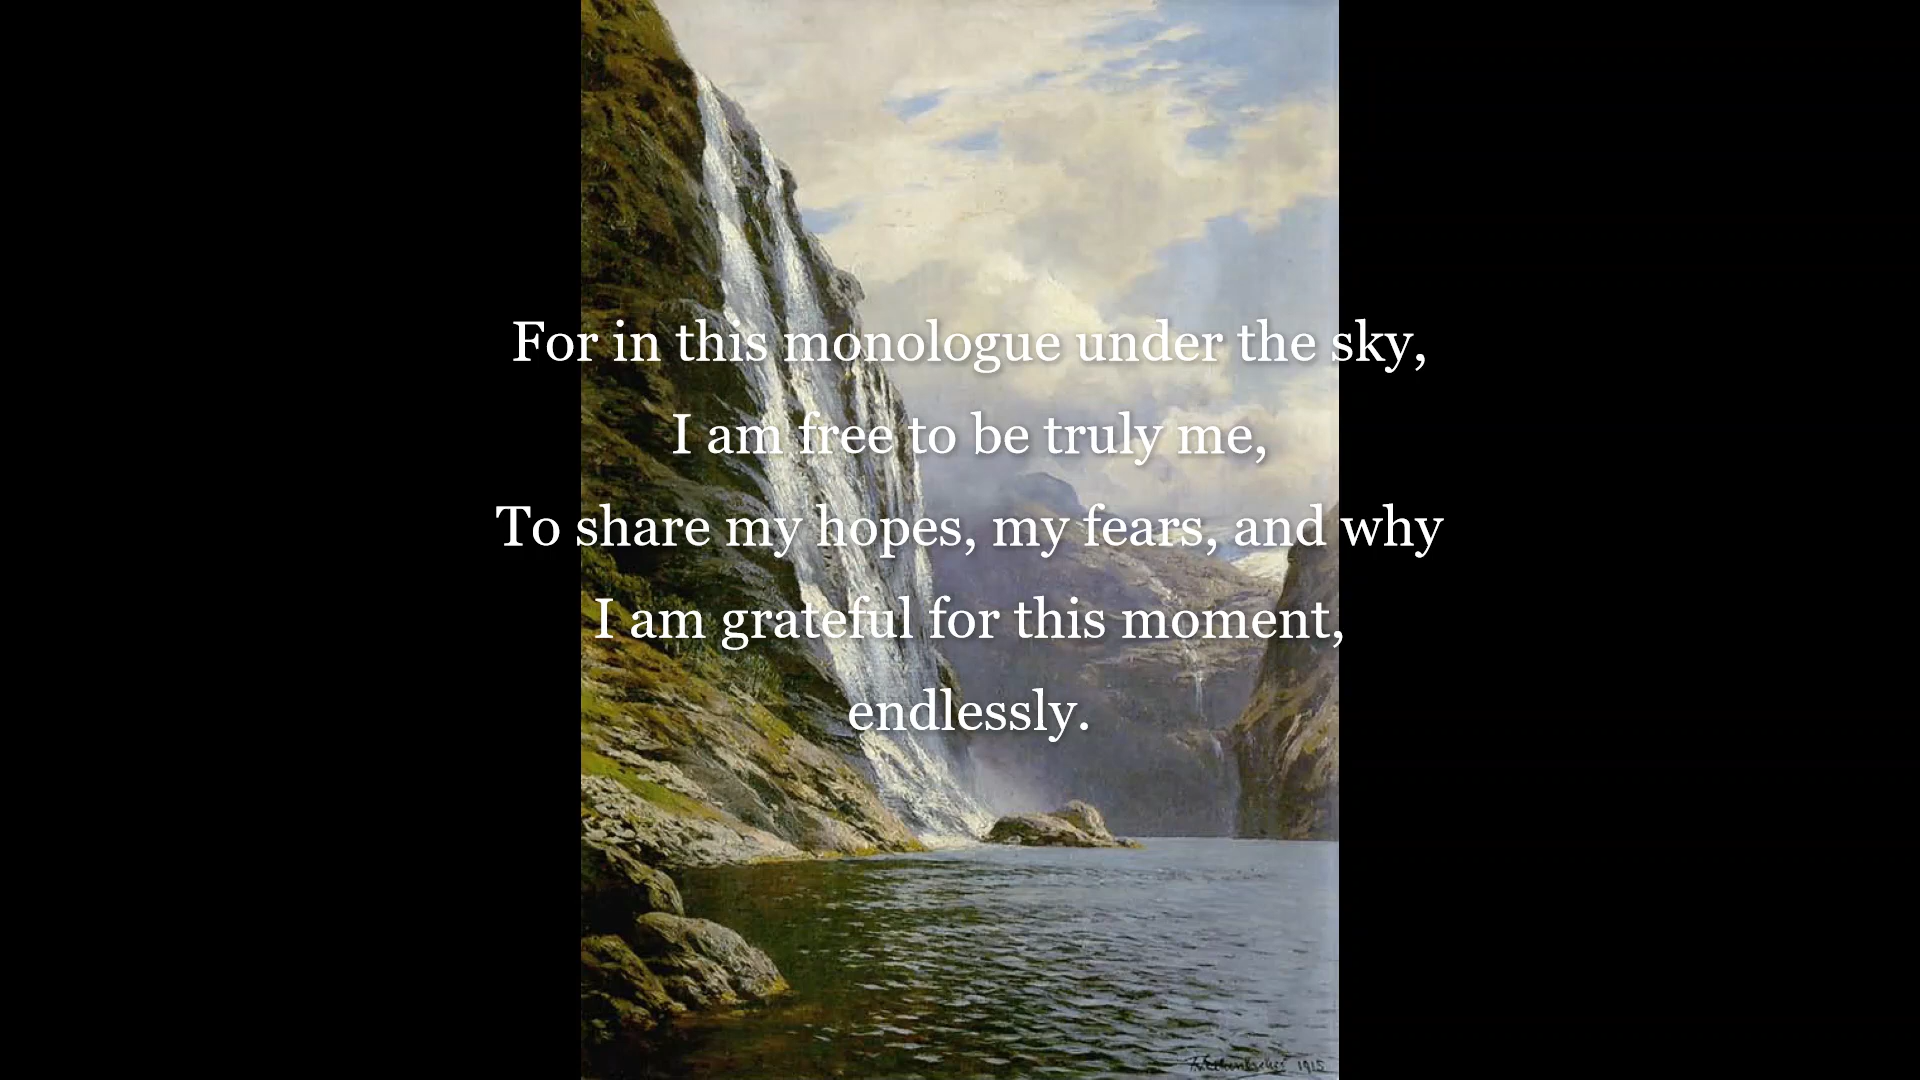 For in this monologue under the sky,
I am free to be truly me,
To share my hopes, my fears, and why
I am grateful for this moment,
endlessly.
1915